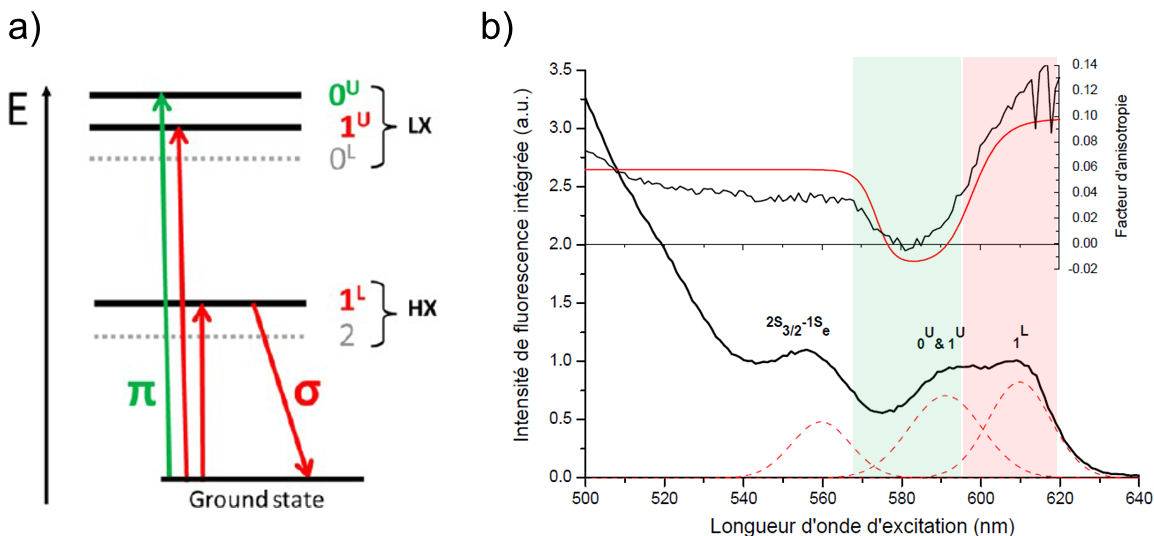 a)
E
0ᵁ
1ᵁ
0ᴸ
LX
1ᴸ
2
HX
π
σ
Ground state
b)
Intensité de fluorescence intégrée (a.u.)
3.5
3.0
2.5
2.0
1.5
1.0
0.5
0.0
0.14
0.12
0.10
0.08
0.06
0.04
0.02
0.00
-0.02
Facteur d'anisotropie
2S3/2-1Se
0ᵁ & 1ᵁ
1ᴸ
500 520 540 560 580 600 620 640
Longueur d'onde d'excitation (nm)